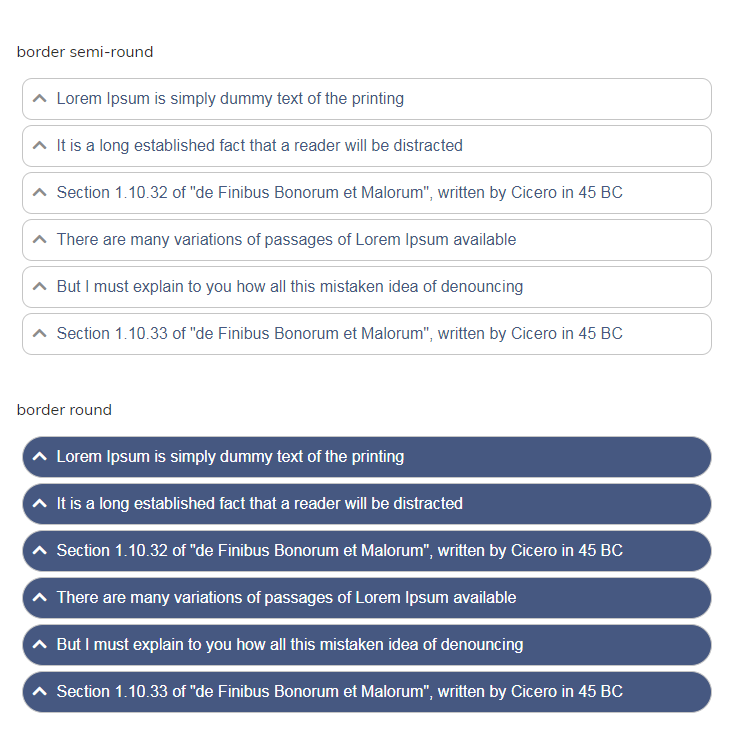 border semi-round
Lorem Ipsum is simply dummy text of the printing
It is a long established fact that a reader will be distracted
Section 1.10.32 of "de Finibus Bonorum et Malorum", written by Cicero in 45 BC
There are many variations of passages of Lorem Ipsum available
But I must explain to you how all this mistaken idea of denouncing
Section 1.10.33 of "de Finibus Bonorum et Malorum", written by Cicero in 45 BC
border round
Lorem Ipsum is simply dummy text of the printing
It is a long established fact that a reader will be distracted
Section 1.10.32 of "de Finibus Bonorum et Malorum", written by Cicero in 45 BC
There are many variations of passages of Lorem Ipsum available
But I must explain to you how all this mistaken idea of denouncing
Section 1.10.33 of "de Finibus Bonorum et Malorum", written by Cicero in 45 BC